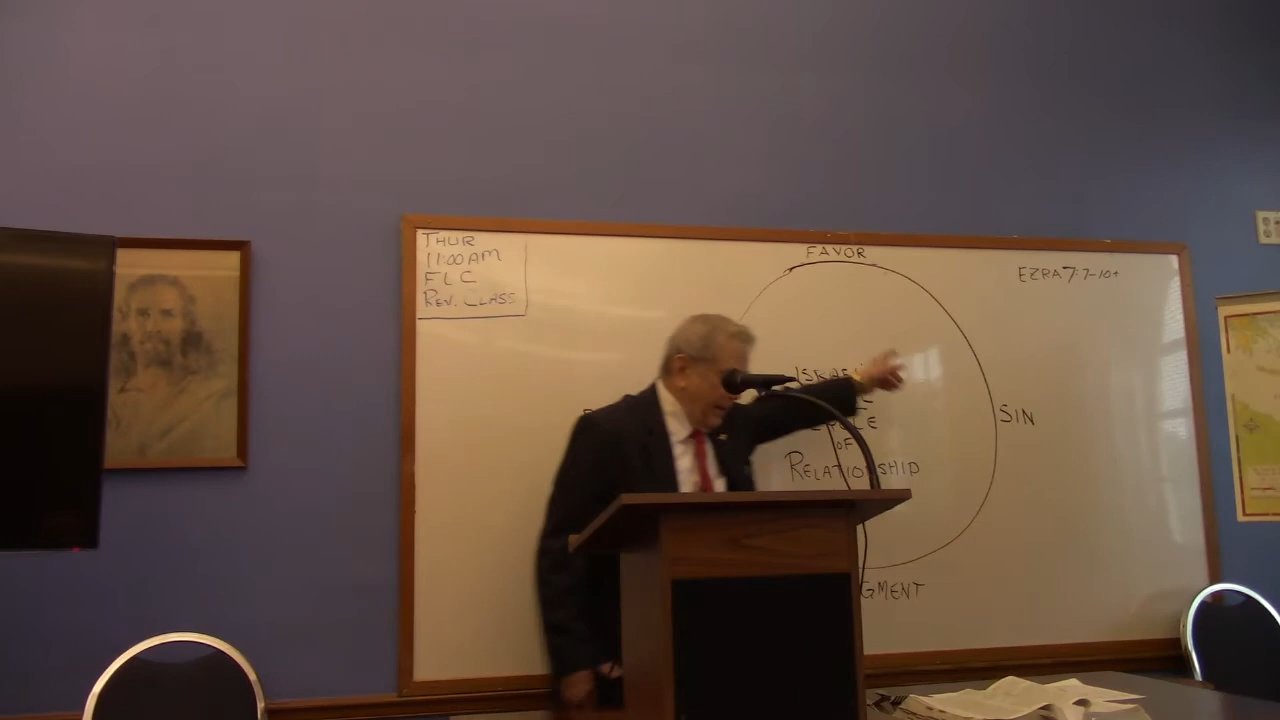 THUR
11:00AM
FLC
REV. CLASS
FAVOR
EZRA 7:7-10+
SIN
OF
RELATIONSHIP
GMENT